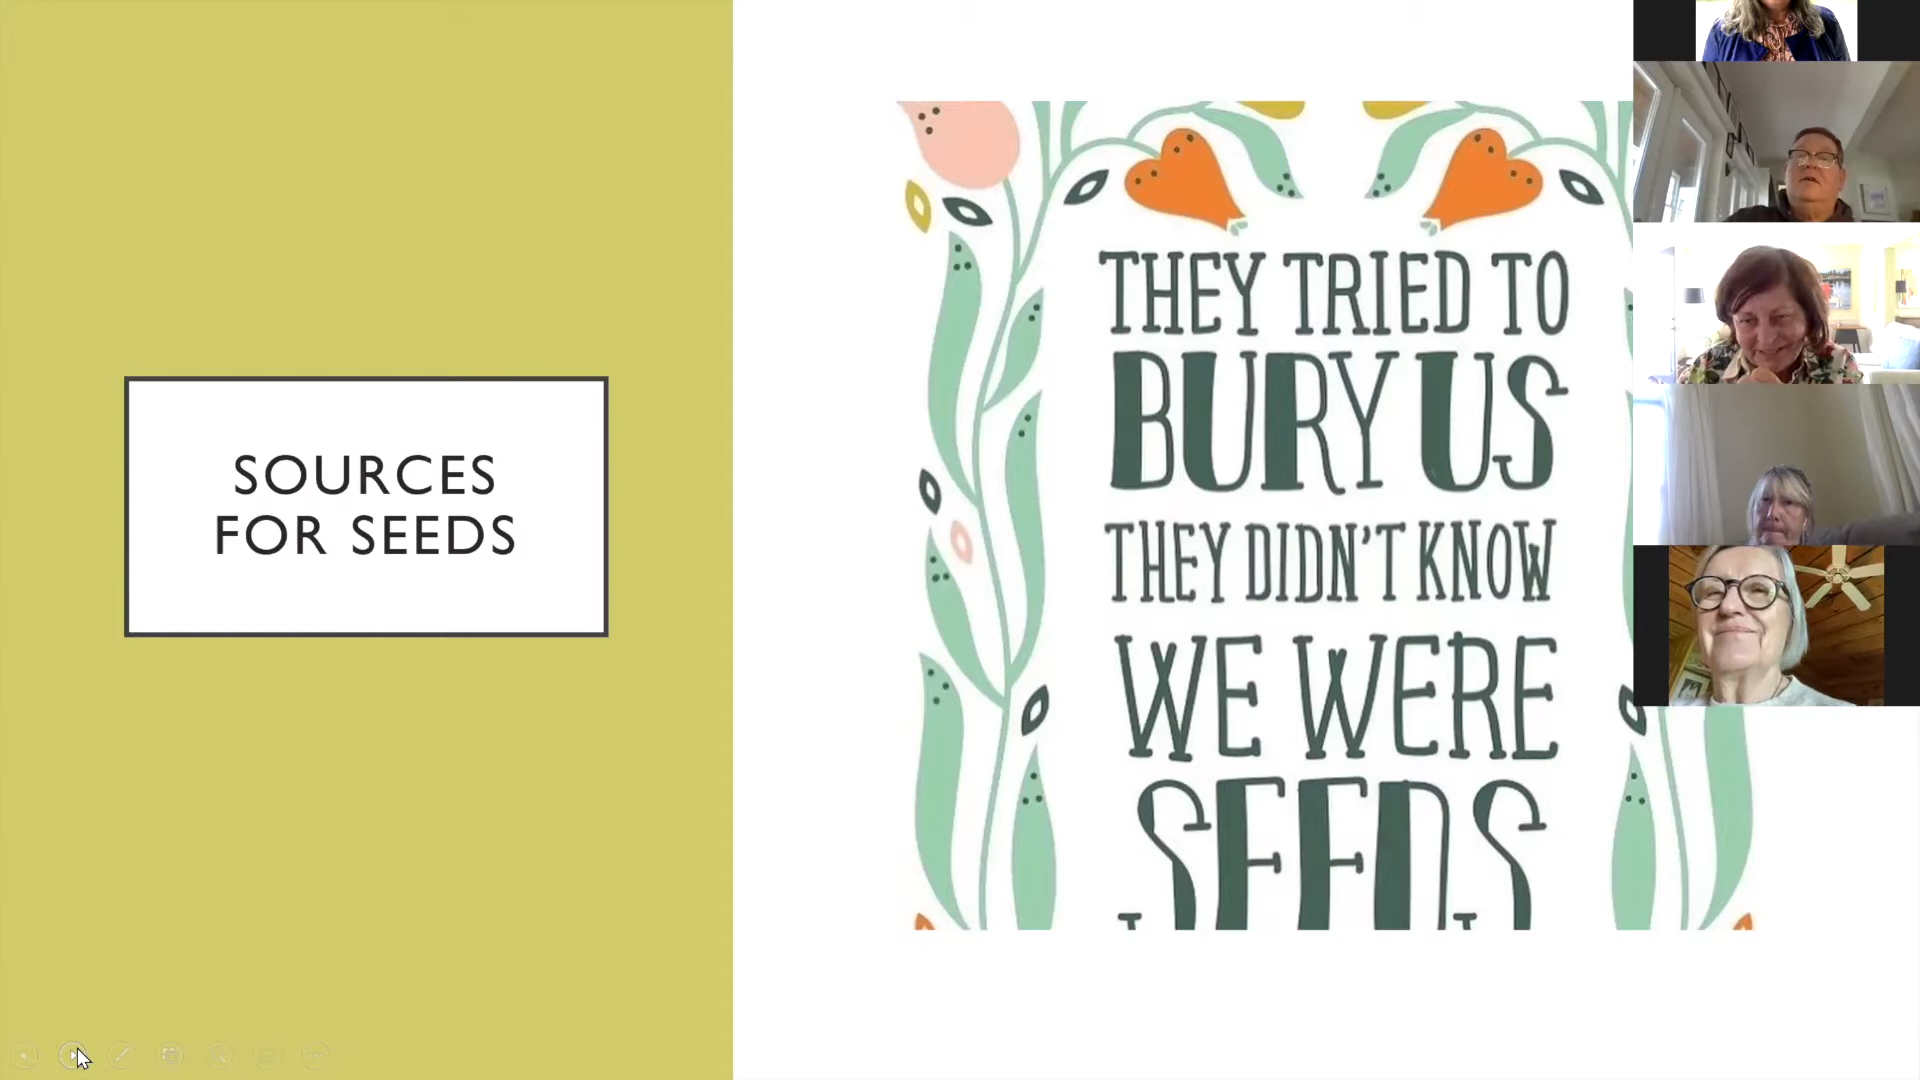 SOURCES
FOR SEEDS
THEY TRIED TO
BURY US
THEY DIDN'T KNOW
WE WERE
SEEDS